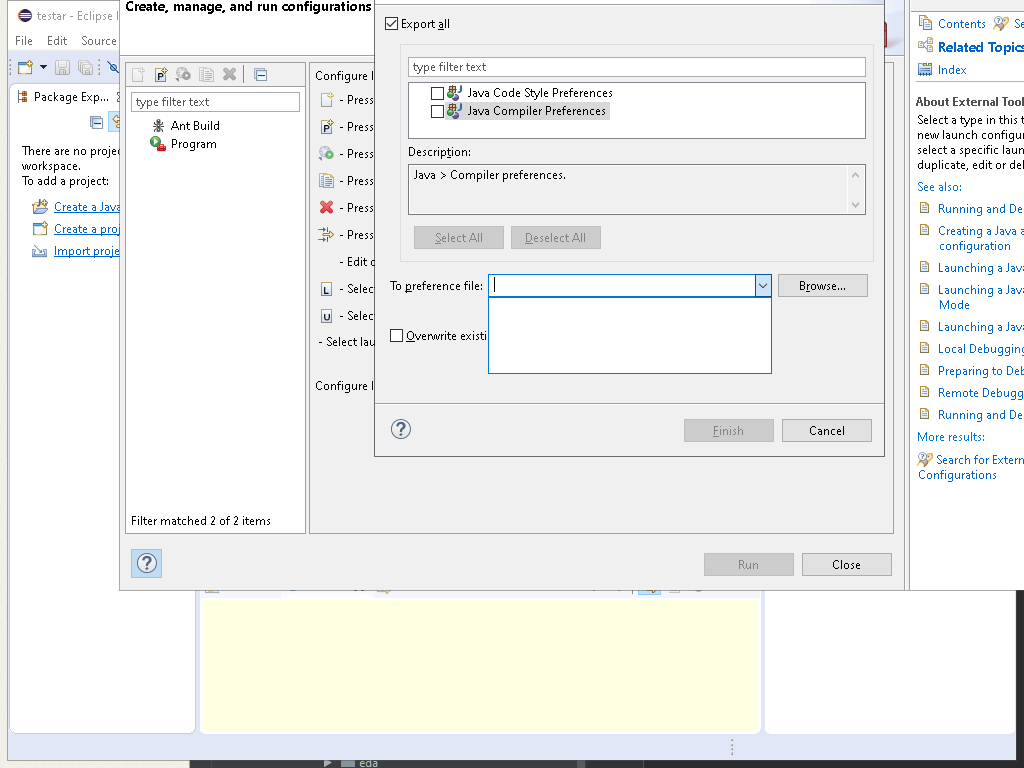 testar - Eclipse I
File Edit Source
Package Exp...
There are no proje
workspace.
To add a project:
Create a Java
Create a proj
Import proje
Create, manage, and run configurations
type filter text
Ant Build
Program
Filter matched 2 of 2 items
Configure l
- Press
- Press
- Press
- Press
- Press
- Press
- Edit c
L - Selec
U - Selec
- Select lau
Configure l
Run
Close
Export all
type filter text
Java Code Style Preferences
Java Compiler Preferences
Description:
Java > Compiler preferences.
Select All
Deselect All
To preference file:
Browse...
Overwrite existi
Finish
Cancel
Contents
Se
Related Topics
Index
About External Tool
Select a type in this t
new launch configur
select a specific laun
duplicate, edit or del
See also:
Running and De
Creating a Java a
configuration
Launching a Java
Launching a Java
Mode
Launching a Java
Local Debugging
Preparing to Deb
Remote Debugg
Running and De
More results:
Search for Extern
Configurations
eda